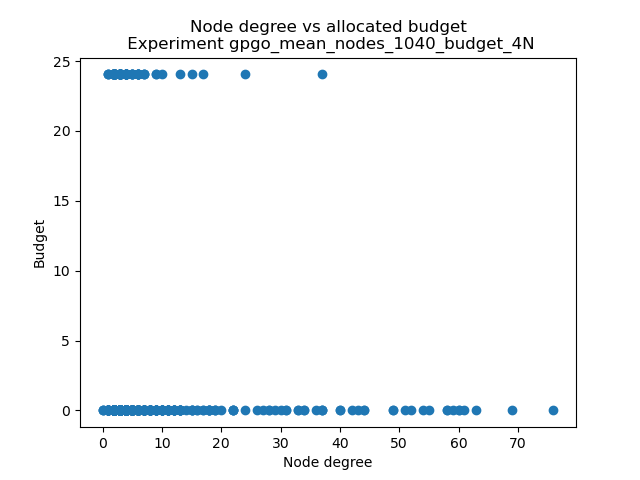 Node degree vs allocated budget
Experiment gpgo_mean_nodes_1040_budget_4N
25
20
15
10
5
0
Budget
0 10 20 30 40 50 60 70
Node degree